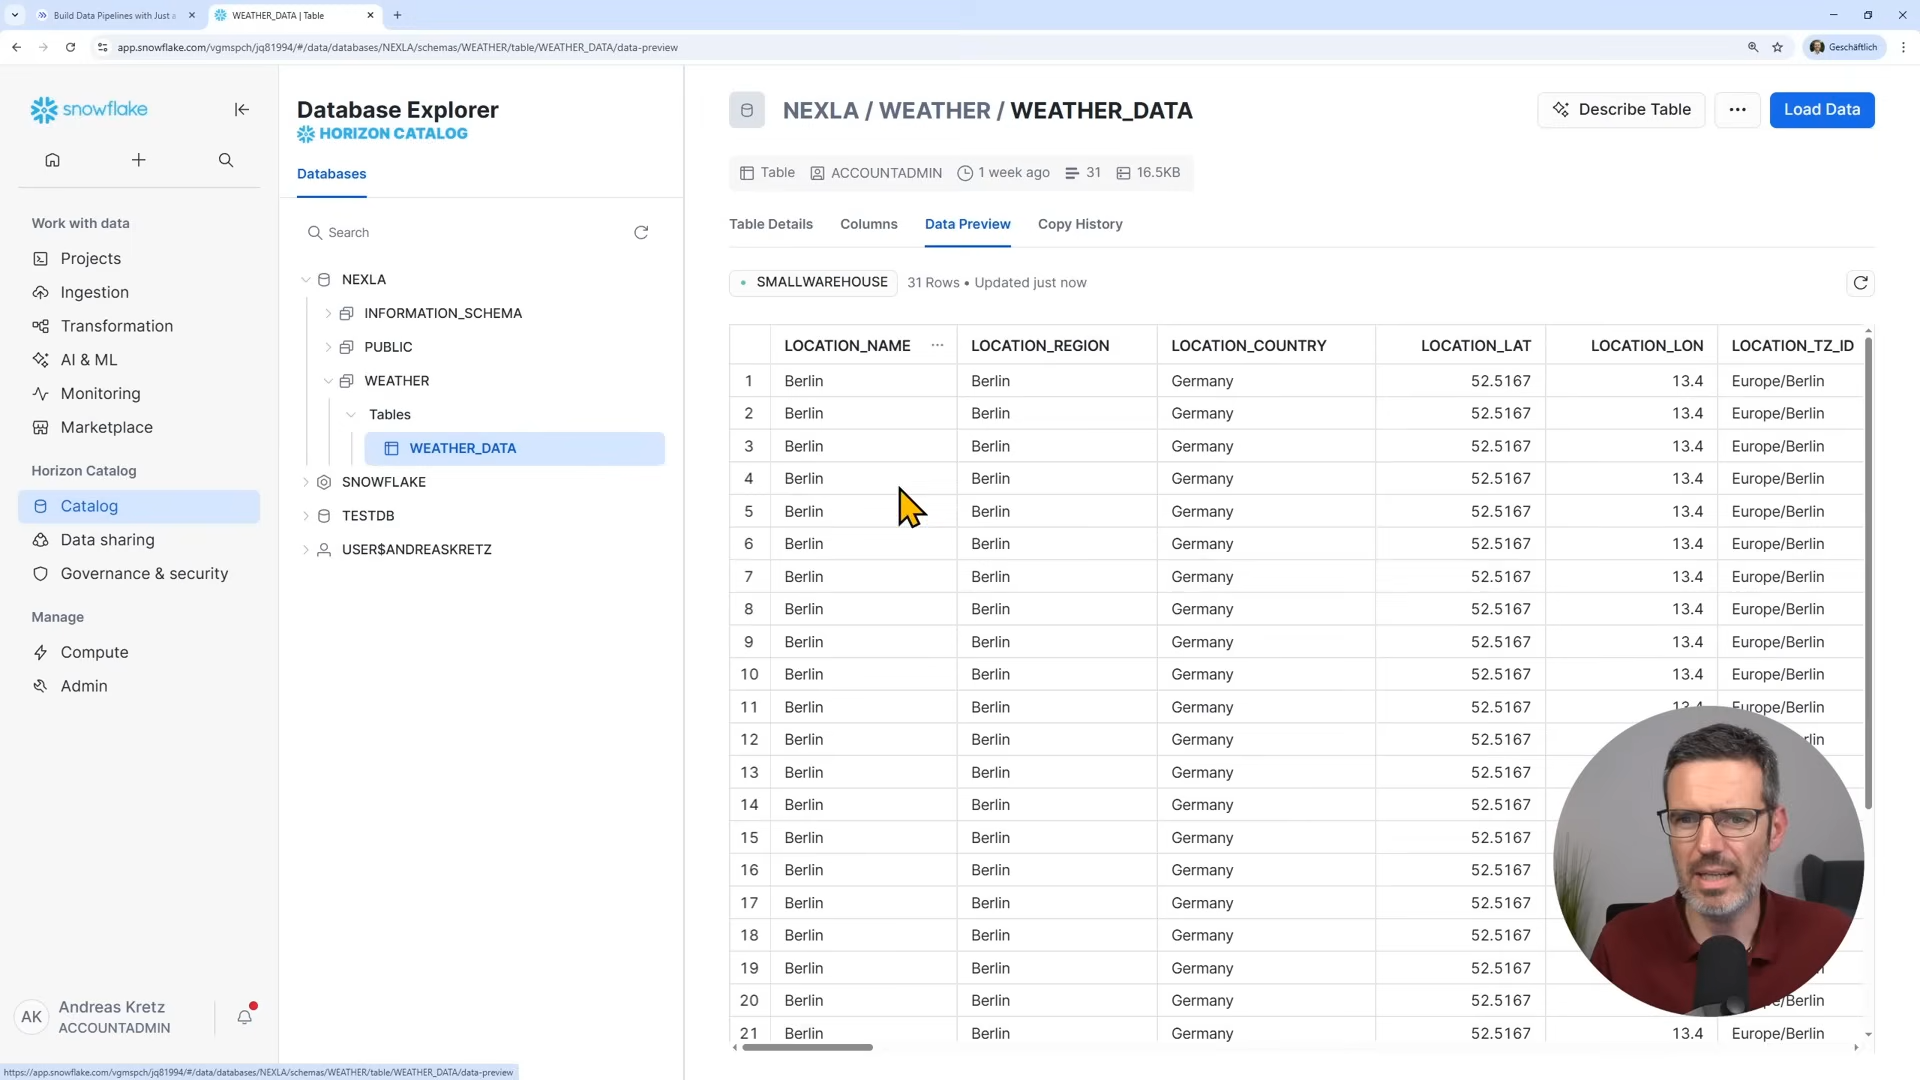 Build Data Pipelines with Just a
WEATHER_DATA | Table
app.snowflake.com/vgmspch/jq81994/#/data/databases/NEXLA/schemas/WEATHER/table/WEATHER_DATA/data-preview
Geschäftlich
snowflake
Work with data
Projects
Ingestion
Transformation
AI & ML
Monitoring
Marketplace
Horizon Catalog
Catalog
Data sharing
Governance & security
Manage
Compute
Admin
AK
Andreas Kretz
ACCOUNTADMIN
Database Explorer
HORIZON CATALOG
Databases
Search
NEXLA
INFORMATION_SCHEMA
PUBLIC
WEATHER
Tables
WEATHER_DATA
SNOWFLAKE
TESTDB
USER$ANDREASKRETZ
NEXLA / WEATHER / WEATHER_DATA
Describe Table
Load Data
Table ACCOUNTADMIN 1 week ago 31 16.5KB
Table Details Columns Data Preview Copy History
SMALLWAREHOUSE 31 Rows • Updated just now
LOCATION_NAME LOCATION_REGION LOCATION_COUNTRY LOCATION_LAT LOCATION_LON LOCATION_TZ_ID
1 Berlin Berlin Germany 52.5167 13.4 Europe/Berlin
2 Berlin Berlin Germany 52.5167 13.4 Europe/Berlin
3 Berlin Berlin Germany 52.5167 13.4 Europe/Berlin
4 Berlin Berlin Germany 52.5167 13.4 Europe/Berlin
5 Berlin Berlin Germany 52.5167 13.4 Europe/Berlin
6 Berlin Berlin Germany 52.5167 13.4 Europe/Berlin
7 Berlin Berlin Germany 52.5167 13.4 Europe/Berlin
8 Berlin Berlin Germany 52.5167 13.4 Europe/Berlin
9 Berlin Berlin Germany 52.5167 13.4 Europe/Berlin
10 Berlin Berlin Germany 52.5167 13.4 Europe/Berlin
11 Berlin Berlin Germany 52.5167 13.4 Europe/Berlin
12 Berlin Berlin Germany 52.5167
13 Berlin Berlin Germany 52.5167
14 Berlin Berlin Germany 52.5167
15 Berlin Berlin Germany 52.5167
16 Berlin Berlin Germany 52.5167
17 Berlin Berlin Germany 52.5167
18 Berlin Berlin Germany 52.5167
19 Berlin Berlin Germany 52.5167
20 Berlin Berlin Germany 52.5167
21 Berlin Berlin Germany 52.5167 13.4 Europe/Berlin
https://app.snowflake.com/vgmspch/jq81994/#/data/databases/NEXLA/schemas/WEATHER/table/WEATHER_DATA/data-preview